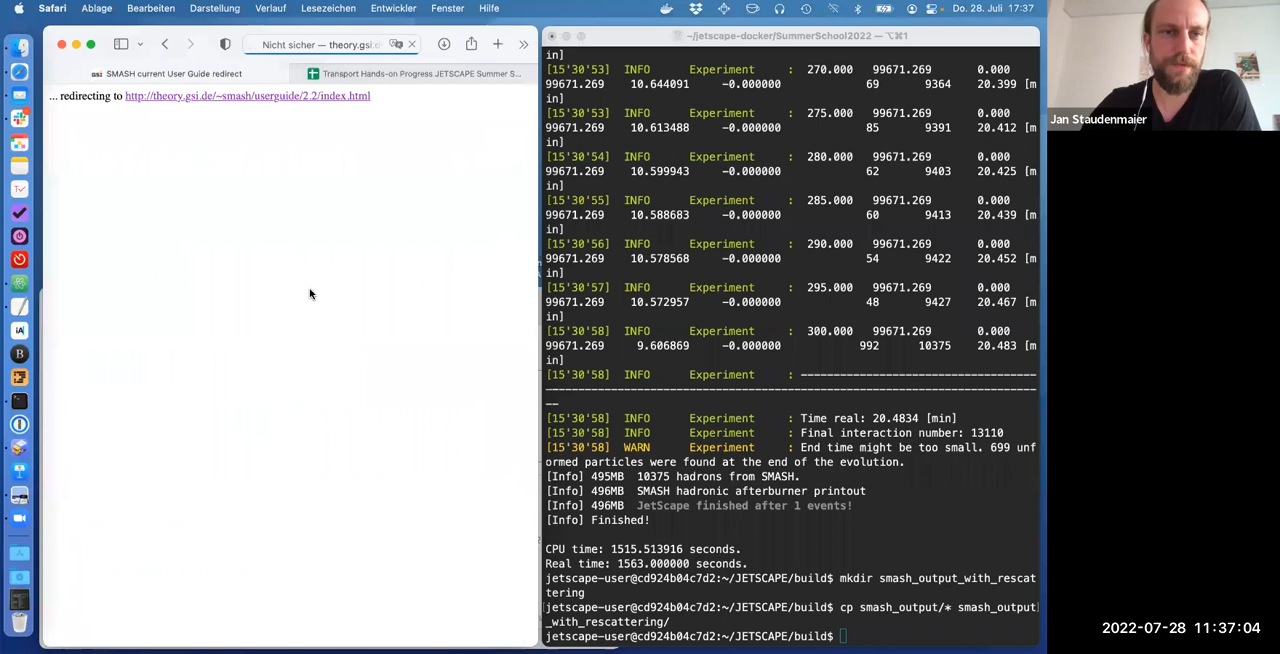 Safari Ablage Bearbeiten Darstellung Verlauf Lesezeichen Entwickler Fenster Hilfe Do. 28. Juli 17:37
Nicht sicher — theory.gsi.d
SMASH current User Guide redirect
Transport Hands-on Progress JETSCAPE Summer S...
... redirecting to http://theory.gsi.de/~smash/userguide/2.2/index.html
~/jetscape-docker/SummerSchool2022 — ⌥⌘1
in]
[15'30'53] INFO Experiment : 270.000 99671.269 0.000
99671.269 10.644091 -0.000000 69 9364 20.399 [m
in]
[15'30'53] INFO Experiment : 275.000 99671.269 0.000
99671.269 10.613488 -0.000000 85 9391 20.412 [m
in]
[15'30'54] INFO Experiment : 280.000 99671.269 0.000
99671.269 10.599943 -0.000000 62 9403 20.425 [m
in]
[15'30'55] INFO Experiment : 285.000 99671.269 0.000
99671.269 10.588683 -0.000000 60 9413 20.439 [m
in]
[15'30'56] INFO Experiment : 290.000 99671.269 0.000
99671.269 10.578568 -0.000000 54 9422 20.452 [m
in]
[15'30'57] INFO Experiment : 295.000 99671.269 0.000
99671.269 10.572957 -0.000000 48 9427 20.467 [m
in]
[15'30'58] INFO Experiment : 300.000 99671.269 0.000
99671.269 9.606869 -0.000000 992 10375 20.483 [m
in]
[15'30'58] INFO Experiment : ------------------------------------
---------------------------------------------------------------------------
--
[15'30'58] INFO Experiment : Time real: 20.4834 [min]
[15'30'58] INFO Experiment : Final interaction number: 13110
[15'30'58] WARN Experiment : End time might be too small. 699 unf
ormed particles were found at the end of the evolution.
[Info] 495MB 10375 hadrons from SMASH.
[Info] 496MB SMASH hadronic afterburner printout
[Info] 496MB JetScape finished after 1 events!
[Info] Finished!
CPU time: 1515.513916 seconds.
Real time: 1563.000000 seconds.
jetscape-user@cd924b04c7d2:~/JETSCAPE/build$ mkdir smash_output_with_rescat
tering
jetscape-user@cd924b04c7d2:~/JETSCAPE/build$ cp smash_output/* smash_output
_with_rescattering/
jetscape-user@cd924b04c7d2:~/JETSCAPE/build$
Jan Staudenmaier
2022-07-28 11:37:04